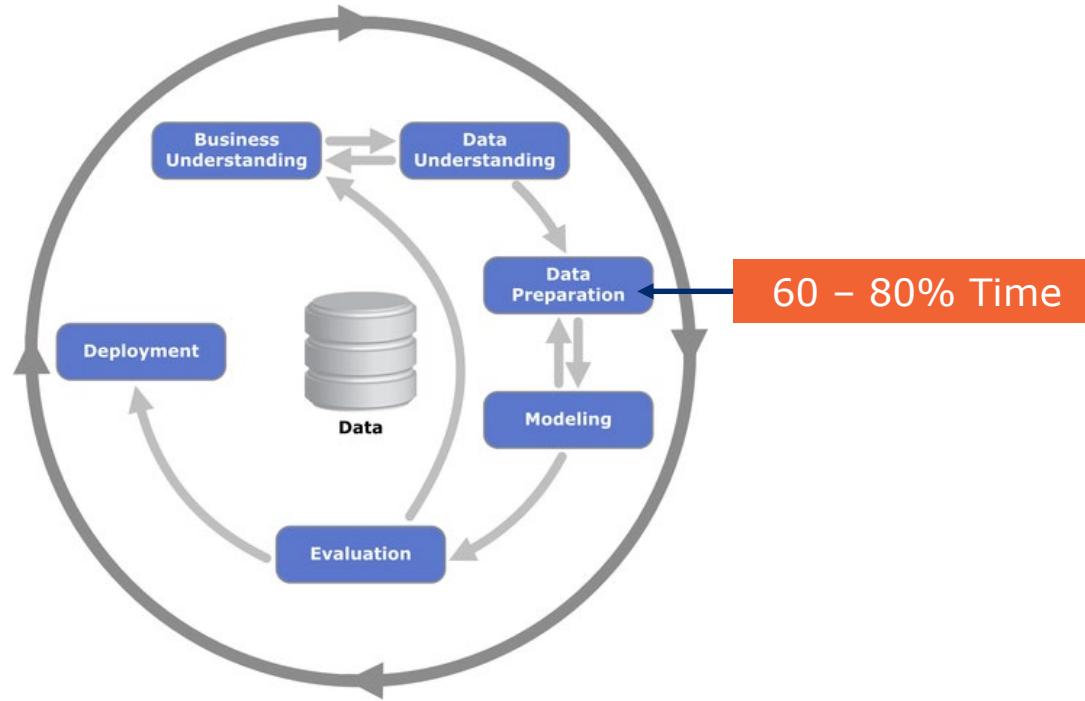 Business
Understanding
Data
Understanding
Data
Preparation
60 – 80% Time
Deployment
Data
Modeling
Evaluation